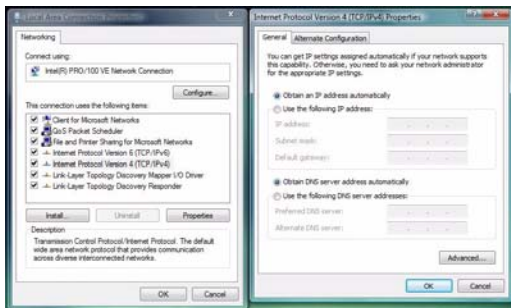 Local Area Connection Properties
Networking
Connect using:
Intel(R) PRO/100 VE Network Connection
Configure...
This connection uses the following items:
Client for Microsoft Networks
QoS Packet Scheduler
File and Printer Sharing for Microsoft Networks
Internet Protocol Version 6 (TCP/IPv6)
Internet Protocol Version 4 (TCP/IPv4)
Link-Layer Topology Discovery Mapper I/O Driver
Link-Layer Topology Discovery Responder
Install...
Uninstall
Properties
Description
Transmission Control Protocol/Internet Protocol. The default
wide area network protocol that provides communication
across diverse interconnected networks.
OK
Cancel
Internet Protocol Version 4 (TCP/IPv4) Properties
General
Alternate Configuration
You can get IP settings assigned automatically if your network supports
this capability. Otherwise, you need to ask your network administrator
for the appropriate IP settings.
Obtain an IP address automatically
Use the following IP address:
IP address:
Subnet mask:
Default gateway:
Obtain DNS server address automatically
Use the following DNS server addresses:
Preferred DNS server:
Alternate DNS server:
Advanced...
OK
Cancel